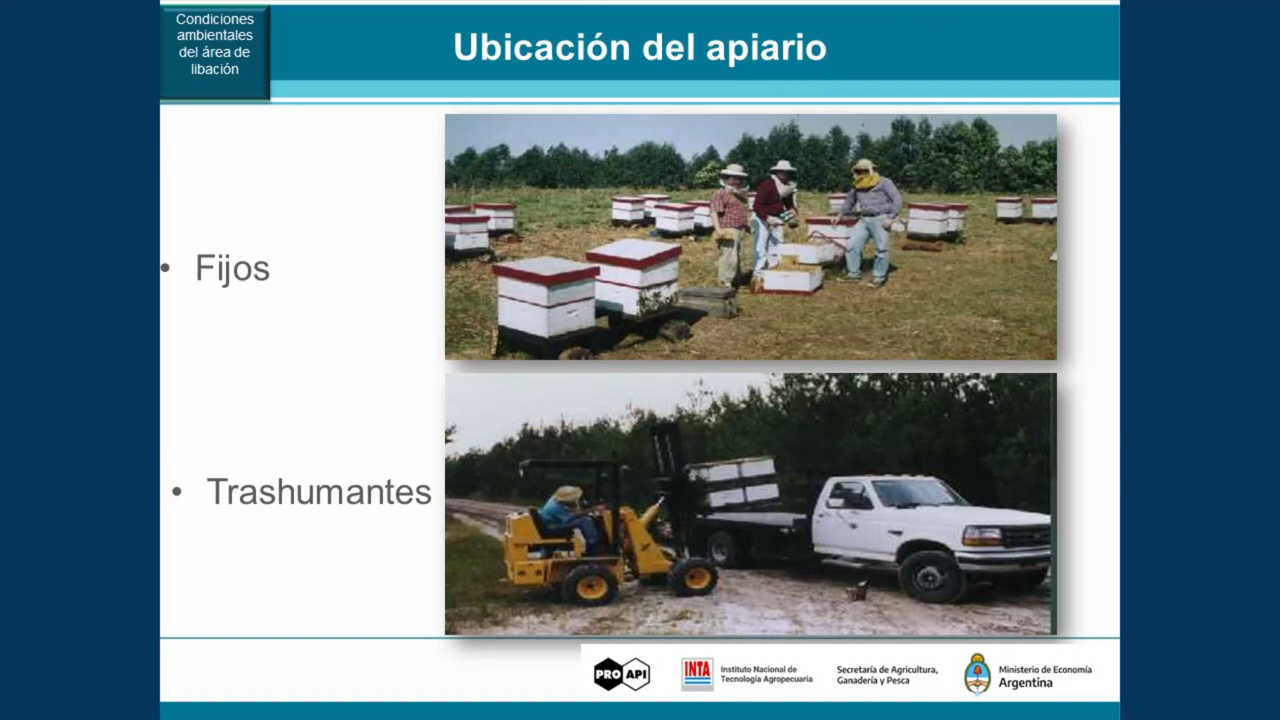 Condiciones
ambientales
del área de
libación
Ubicación del apiario
• Fijos
• Trashumantes
PRO API
INTA
Instituto Nacional de
Tecnología Agropecuaria
Secretaría de Agricultura,
Ganadería y Pesca
Ministerio de Economía
Argentina